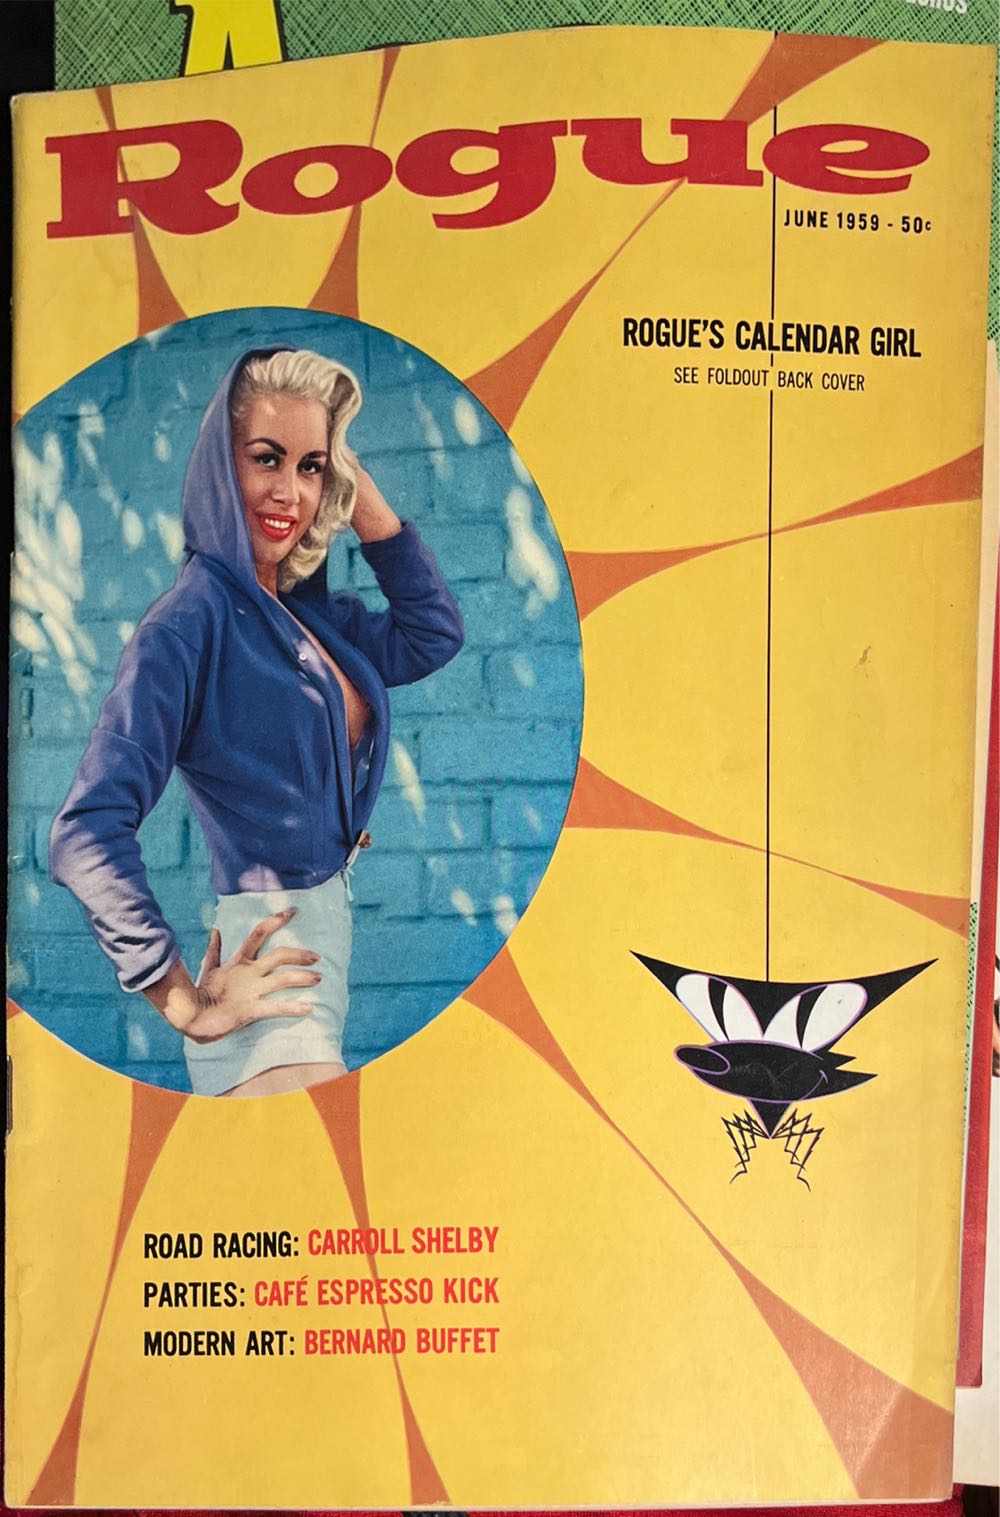 Rogue
JUNE 1959 - 50c
ROGUE'S CALENDAR GIRL
SEE FOLDOUT BACK COVER
ROAD RACING: CARROLL SHELBY
PARTIES: CAFÉ ESPRESSO KICK
MODERN ART: BERNARD BUFFET